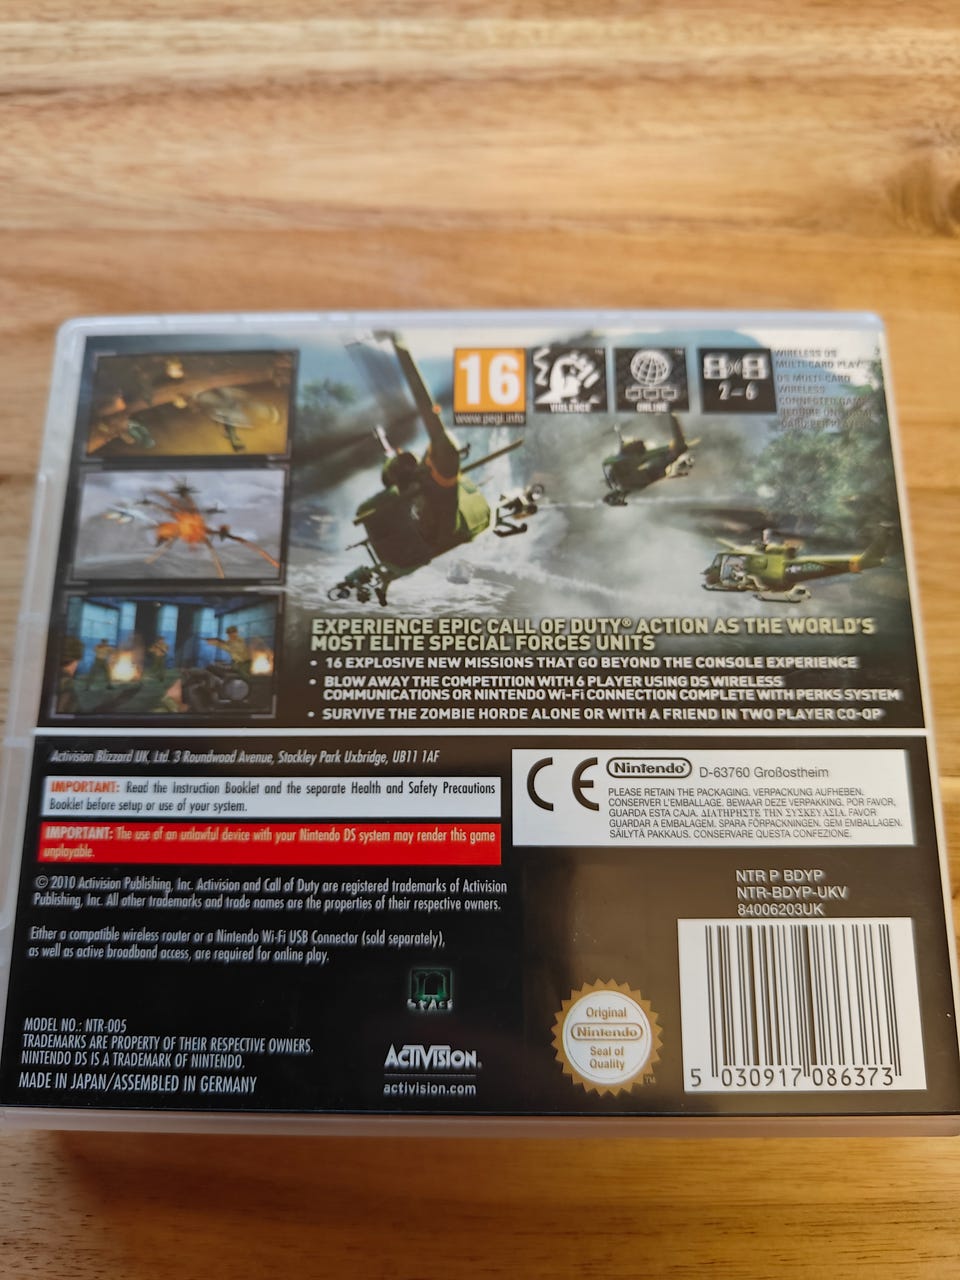 16
www.pegi.info
VIOLENCE
ONLINE
2-6
WIRELESS DS
MULTI-CARD PLAY
DS MULTI-CARD
WIRELESS
CONNECTED GAME
EXPERIENCE EPIC CALL OF DUTY® ACTION AS THE WORLD'S
MOST ELITE SPECIAL FORCES UNITS
• 16 EXPLOSIVE NEW MISSIONS THAT GO BEYOND THE CONSOLE EXPERIENCE
• BLOW AWAY THE COMPETITION WITH 6 PLAYER USING DS WIRELESS
COMMUNICATIONS OR NINTENDO Wi-Fi CONNECTION COMPLETE WITH PERKS SYSTEM
• SURVIVE THE ZOMBIE HORDE ALONE OR WITH A FRIEND IN TWO PLAYER CO-OP
Activision Blizzard UK, Ltd. 3 Roundwood Avenue, Stockley Park Uxbridge, UB11 1AF
IMPORTANT: Read the Instruction Booklet and the separate Health and Safety Precautions
Booklet before setup or use of your system.
IMPORTANT: The use of an unlawful device with your Nintendo DS system may render this game
unplayable.
© 2010 Activision Publishing, Inc. Activision and Call of Duty are registered trademarks of Activision
Publishing, Inc. All other trademarks and trade names are the properties of their respective owners.
Either a compatible wireless router or a Nintendo Wi-Fi USB Connector (sold separately),
as well as active broadband access, are required for online play.
MODEL NO.: NTR-005
TRADEMARKS ARE PROPERTY OF THEIR RESPECTIVE OWNERS.
NINTENDO DS IS A TRADEMARK OF NINTENDO.
MADE IN JAPAN/ASSEMBLED IN GERMANY
n-SPACE
ACTIVISION.
activision.com
CE Nintendo® D-63760 Großostheim
PLEASE RETAIN THE PACKAGING. VERPACKUNG AUFHEBEN.
CONSERVER L'EMBALLAGE. BEWAAR DEZE VERPAKKING. POR FAVOR,
GUARDA ESTA CAJA. ΔΙΑΤΗΡΗΣΤΕ ΤΗΝ ΣΥΣΚΕΥΑΣΙΑ. FAVOR
GUARDAR A EMBALAGEM. SPARA FÖRPACKNINGEN. GEM EMBALLAGEN.
SÄILYTÄ PAKKAUS. CONSERVARE QUESTA CONFEZIONE.
NTR P BDYP
NTR-BDYP-UKV
84006203UK
Original
Nintendo
Seal of
Quality
TM
5 030917 086373